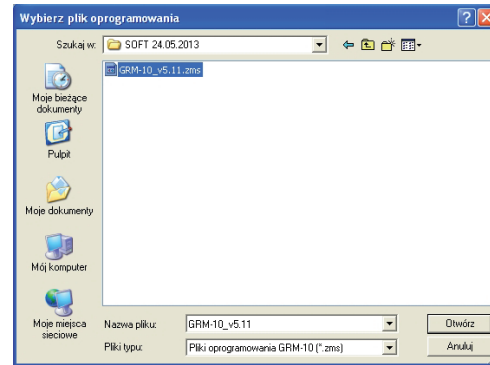 Wybierz plik oprogramowania
Szukaj w: SOFT 24.05.2013
GRM-10_v5.11.zms
Moje bieżące
dokumenty
Pulpit
Moje dokumenty
Mój komputer
Moje miejsca
sieciowe
Nazwa pliku: GRM-10_v5.11 Otwórz
Pliki typu: Pliki oprogramowania GRM-10 (*.zms) Anuluj